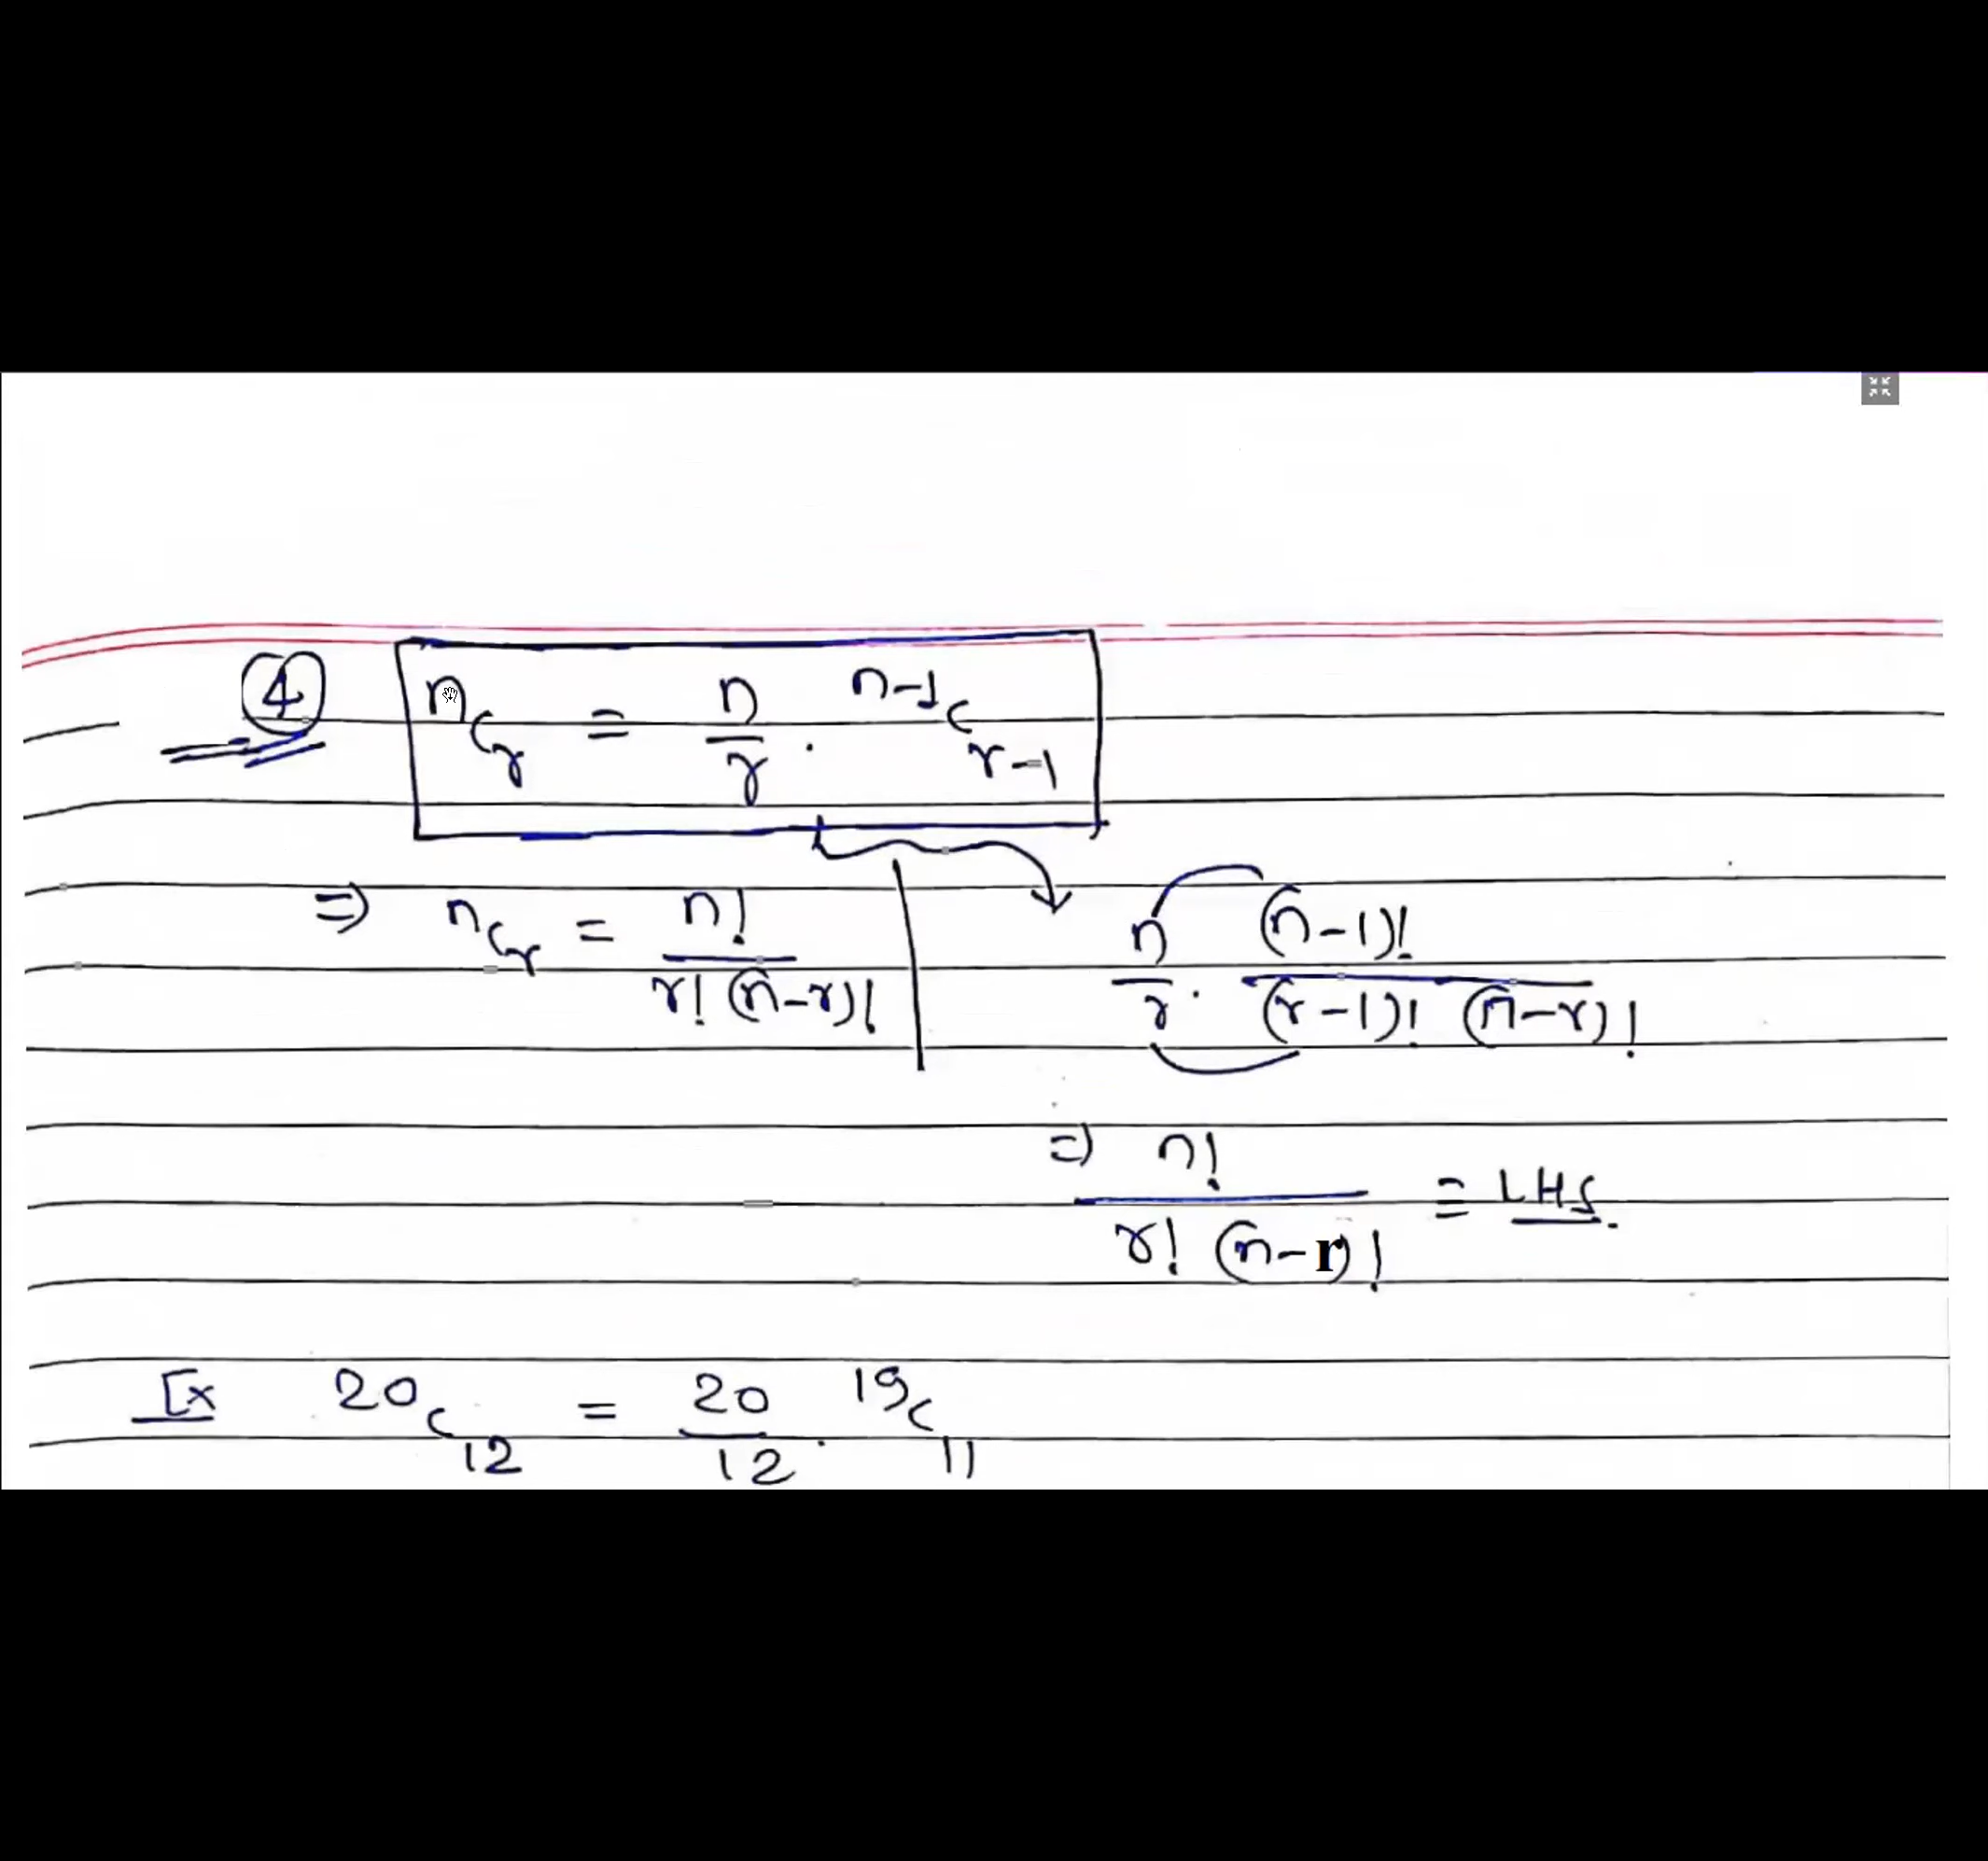 ④ nCr = n/r · n-1Cr-1
⇒ nCr = n!/r! (n-r)! | n/r · (n-1)!/(r-1)! (n-r)!
⇒ n!/r! (n-r)! = LHS.
Ex 20C12 = 20/12 · 19C11